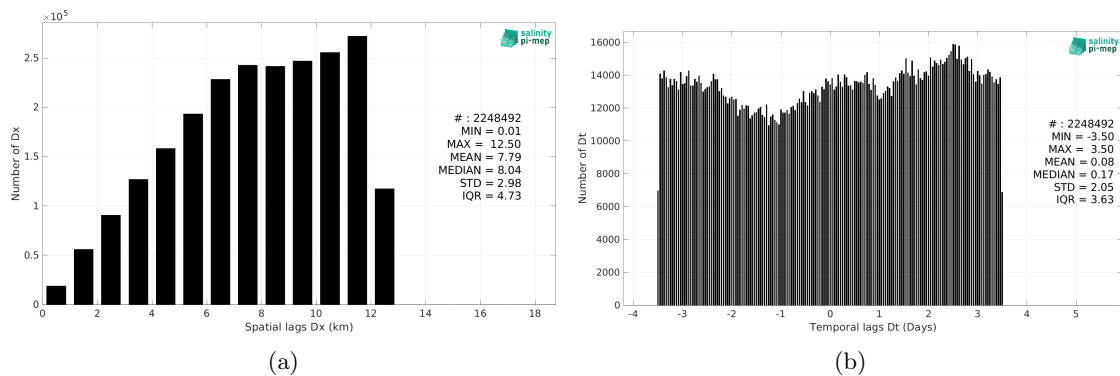 ×10⁵
salinity
pi-mep
2.5
2
1.5
1
0.5
0
Number of Dx
# : 2248492
MIN = 0.01
MAX = 12.50
MEAN = 7.79
MEDIAN = 8.04
STD = 2.98
IQR = 4.73
0 2 4 6 8 10 12 14 16 18
Spatial lags Dx (km)
(a)
salinity
pi-mep
16000
14000
12000
10000
8000
6000
4000
2000
0
Number of Dt
# : 2248492
MIN = -3.50
MAX = 3.50
MEAN = 0.08
MEDIAN = 0.17
STD = 2.05
IQR = 3.63
-4 -3 -2 -1 0 1 2 3 4 5
Temporal lags Dt (Days)
(b)